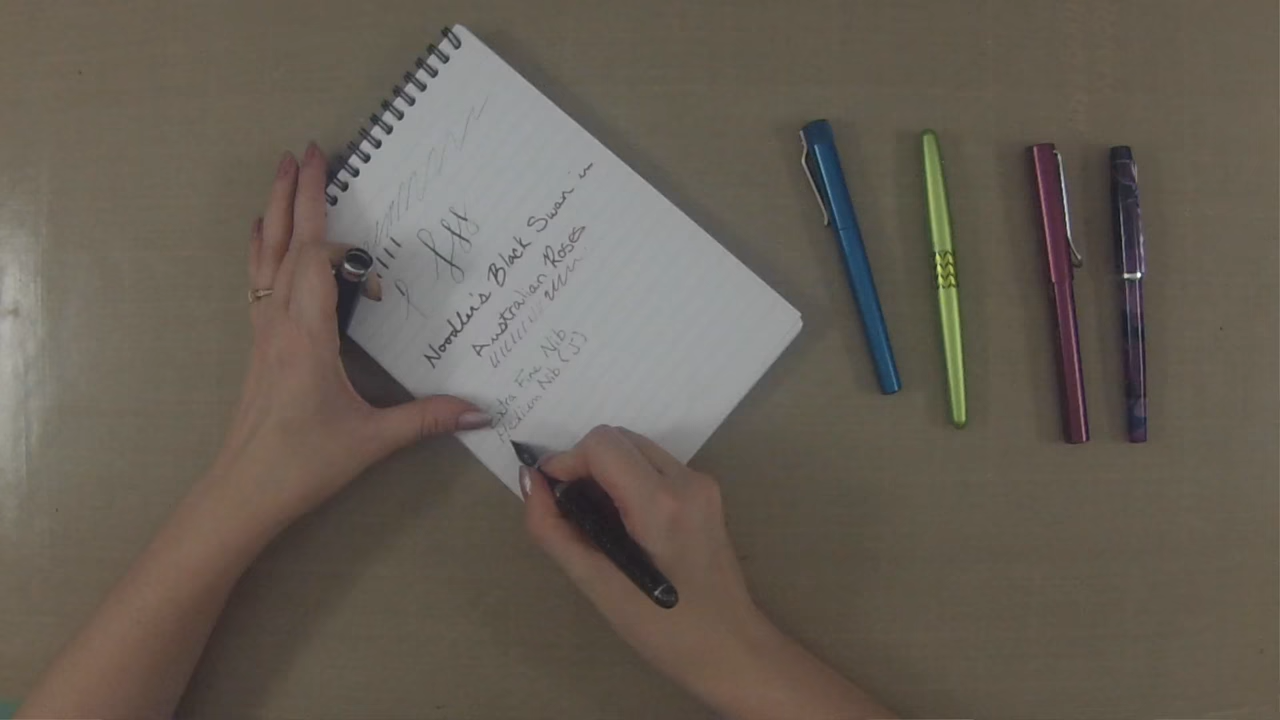 Noodler's Black Swan in
Australian Roses
Extra Fine Nib
Medium Nib (J)